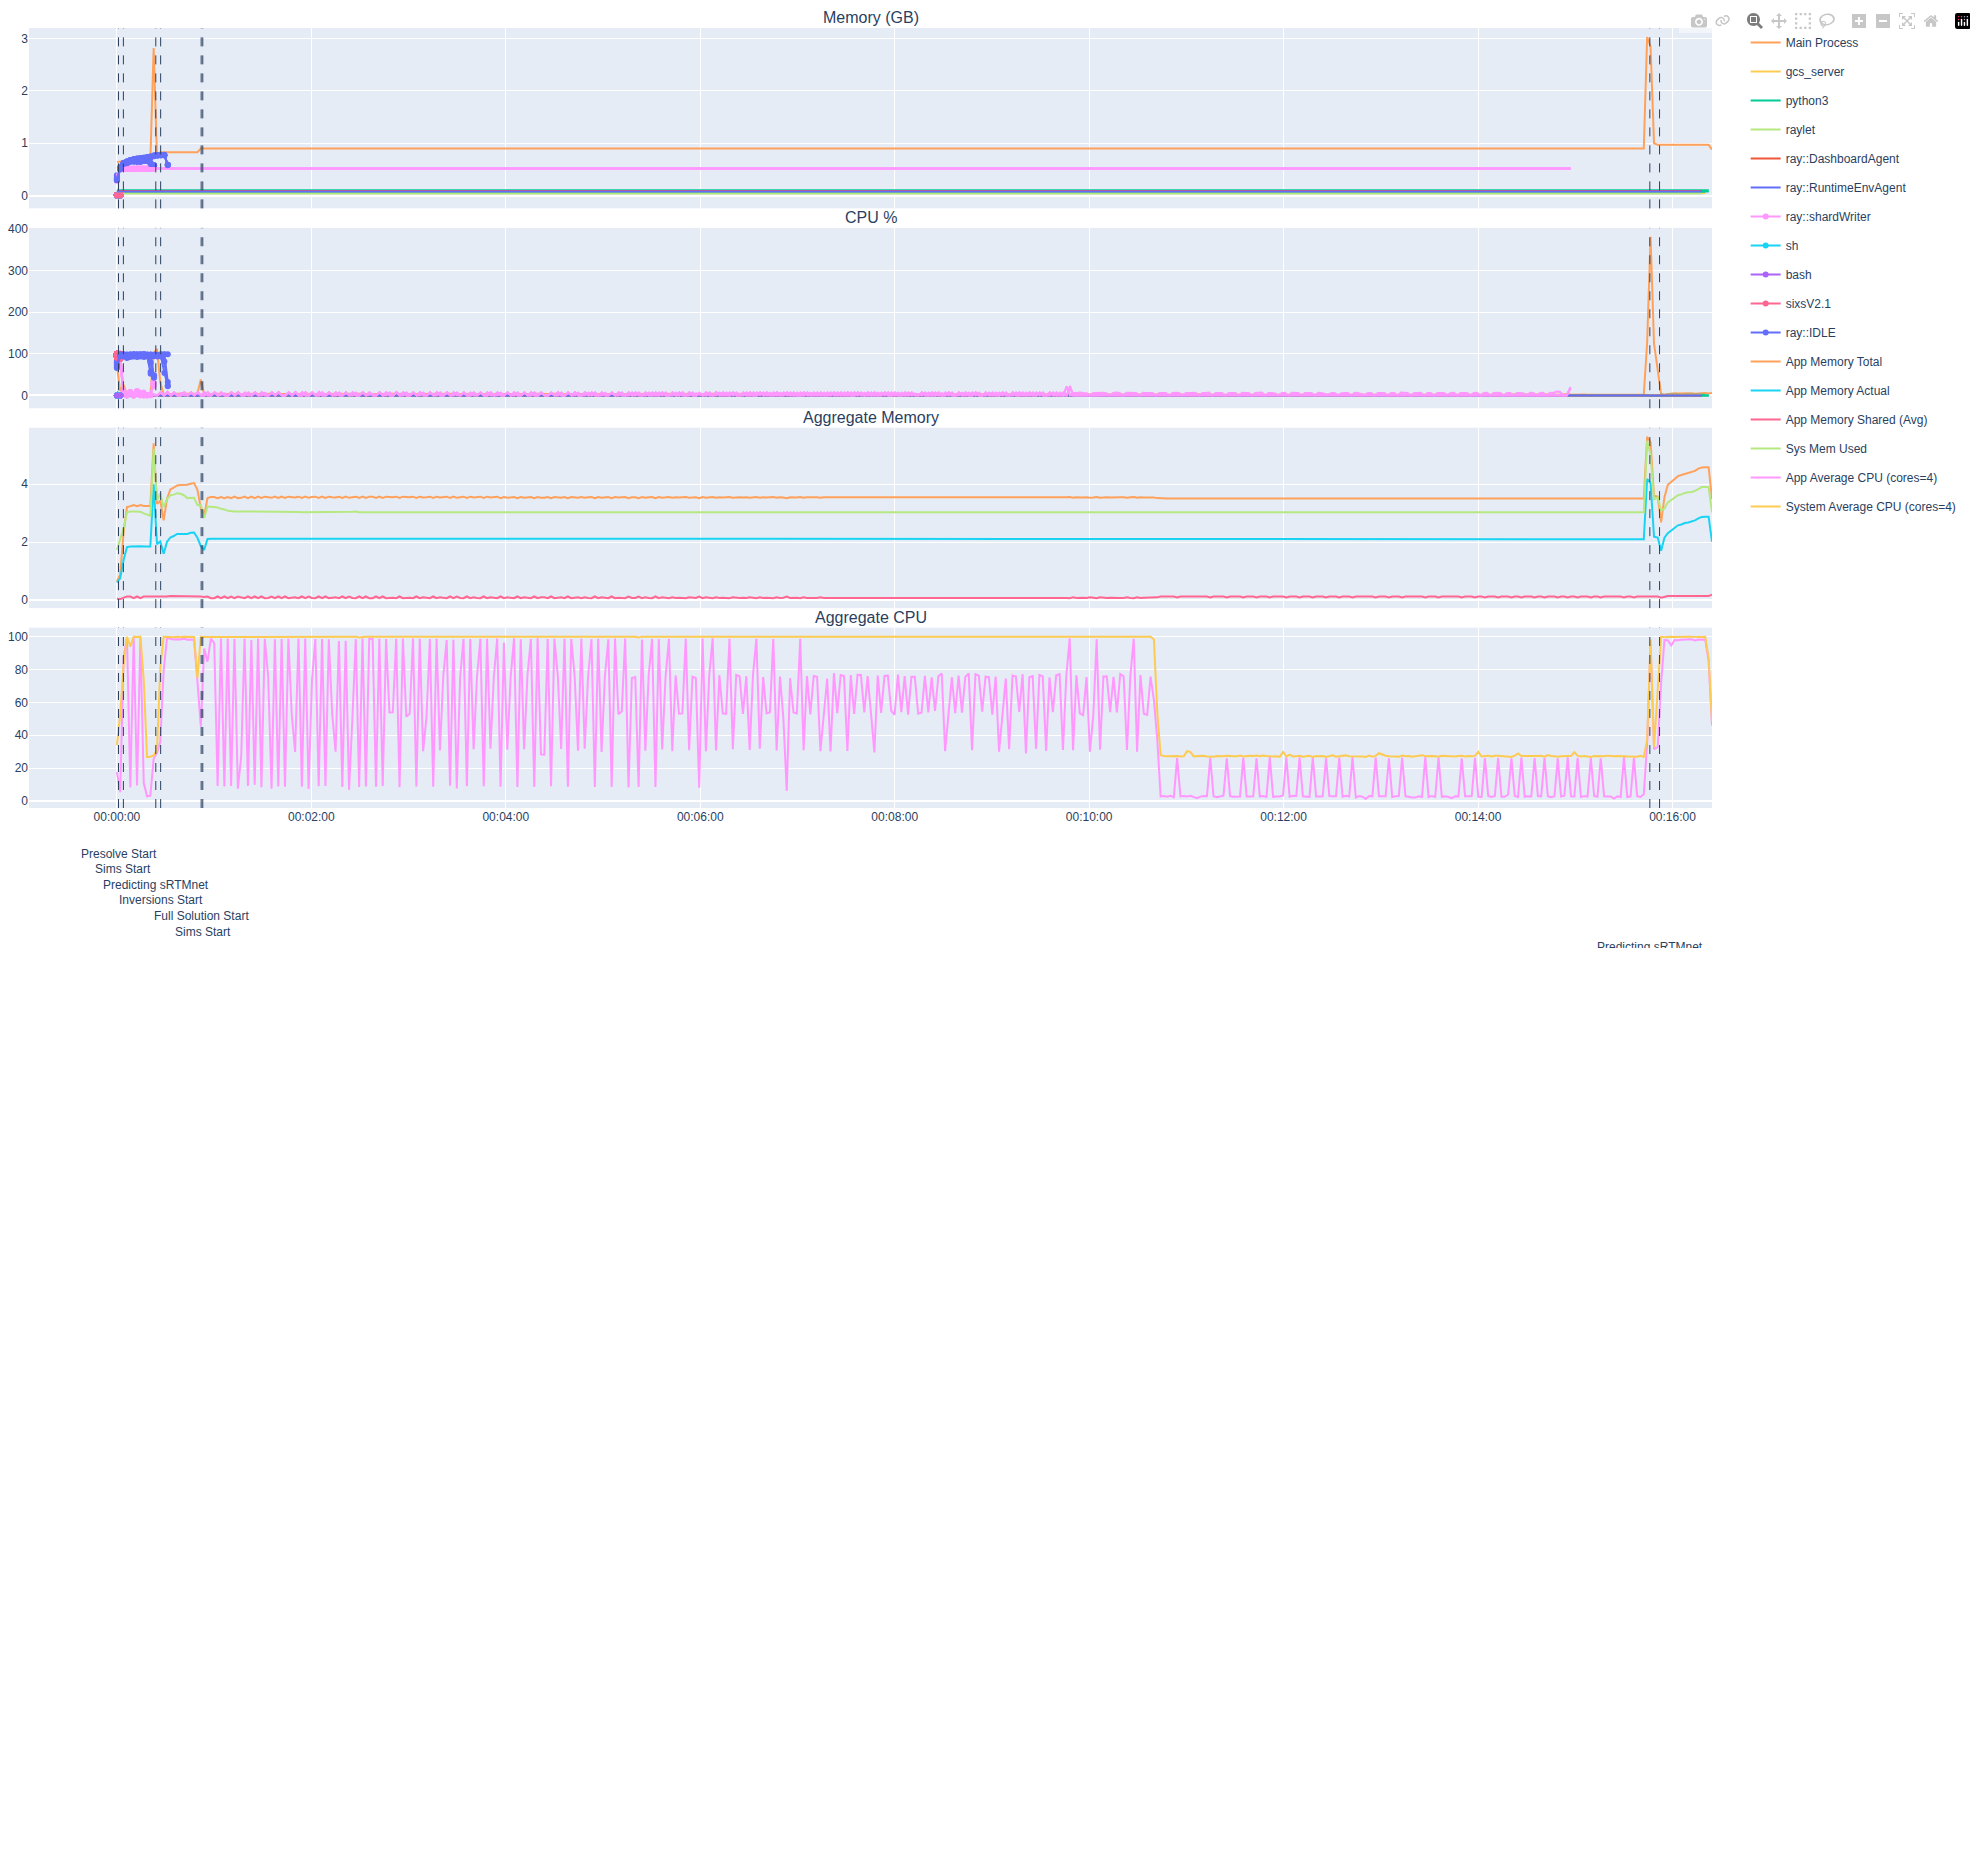 Memory (GB)
3
2
1
0
CPU %
400
300
200
100
0
Aggregate Memory
4
2
0
Aggregate CPU
100
80
60
40
20
0
00:00:00
00:02:00
00:04:00
00:06:00
00:08:00
00:10:00
00:12:00
00:14:00
00:16:00
Presolve Start
Sims Start
Predicting sRTMnet
Inversions Start
Full Solution Start
Sims Start
Predicting sRTMnet
Main Process
gcs_server
python3
raylet
ray::DashboardAgent
ray::RuntimeEnvAgent
ray::shardWriter
sh
bash
sixsV2.1
ray::IDLE
App Memory Total
App Memory Actual
App Memory Shared (Avg)
Sys Mem Used
App Average CPU (cores=4)
System Average CPU (cores=4)